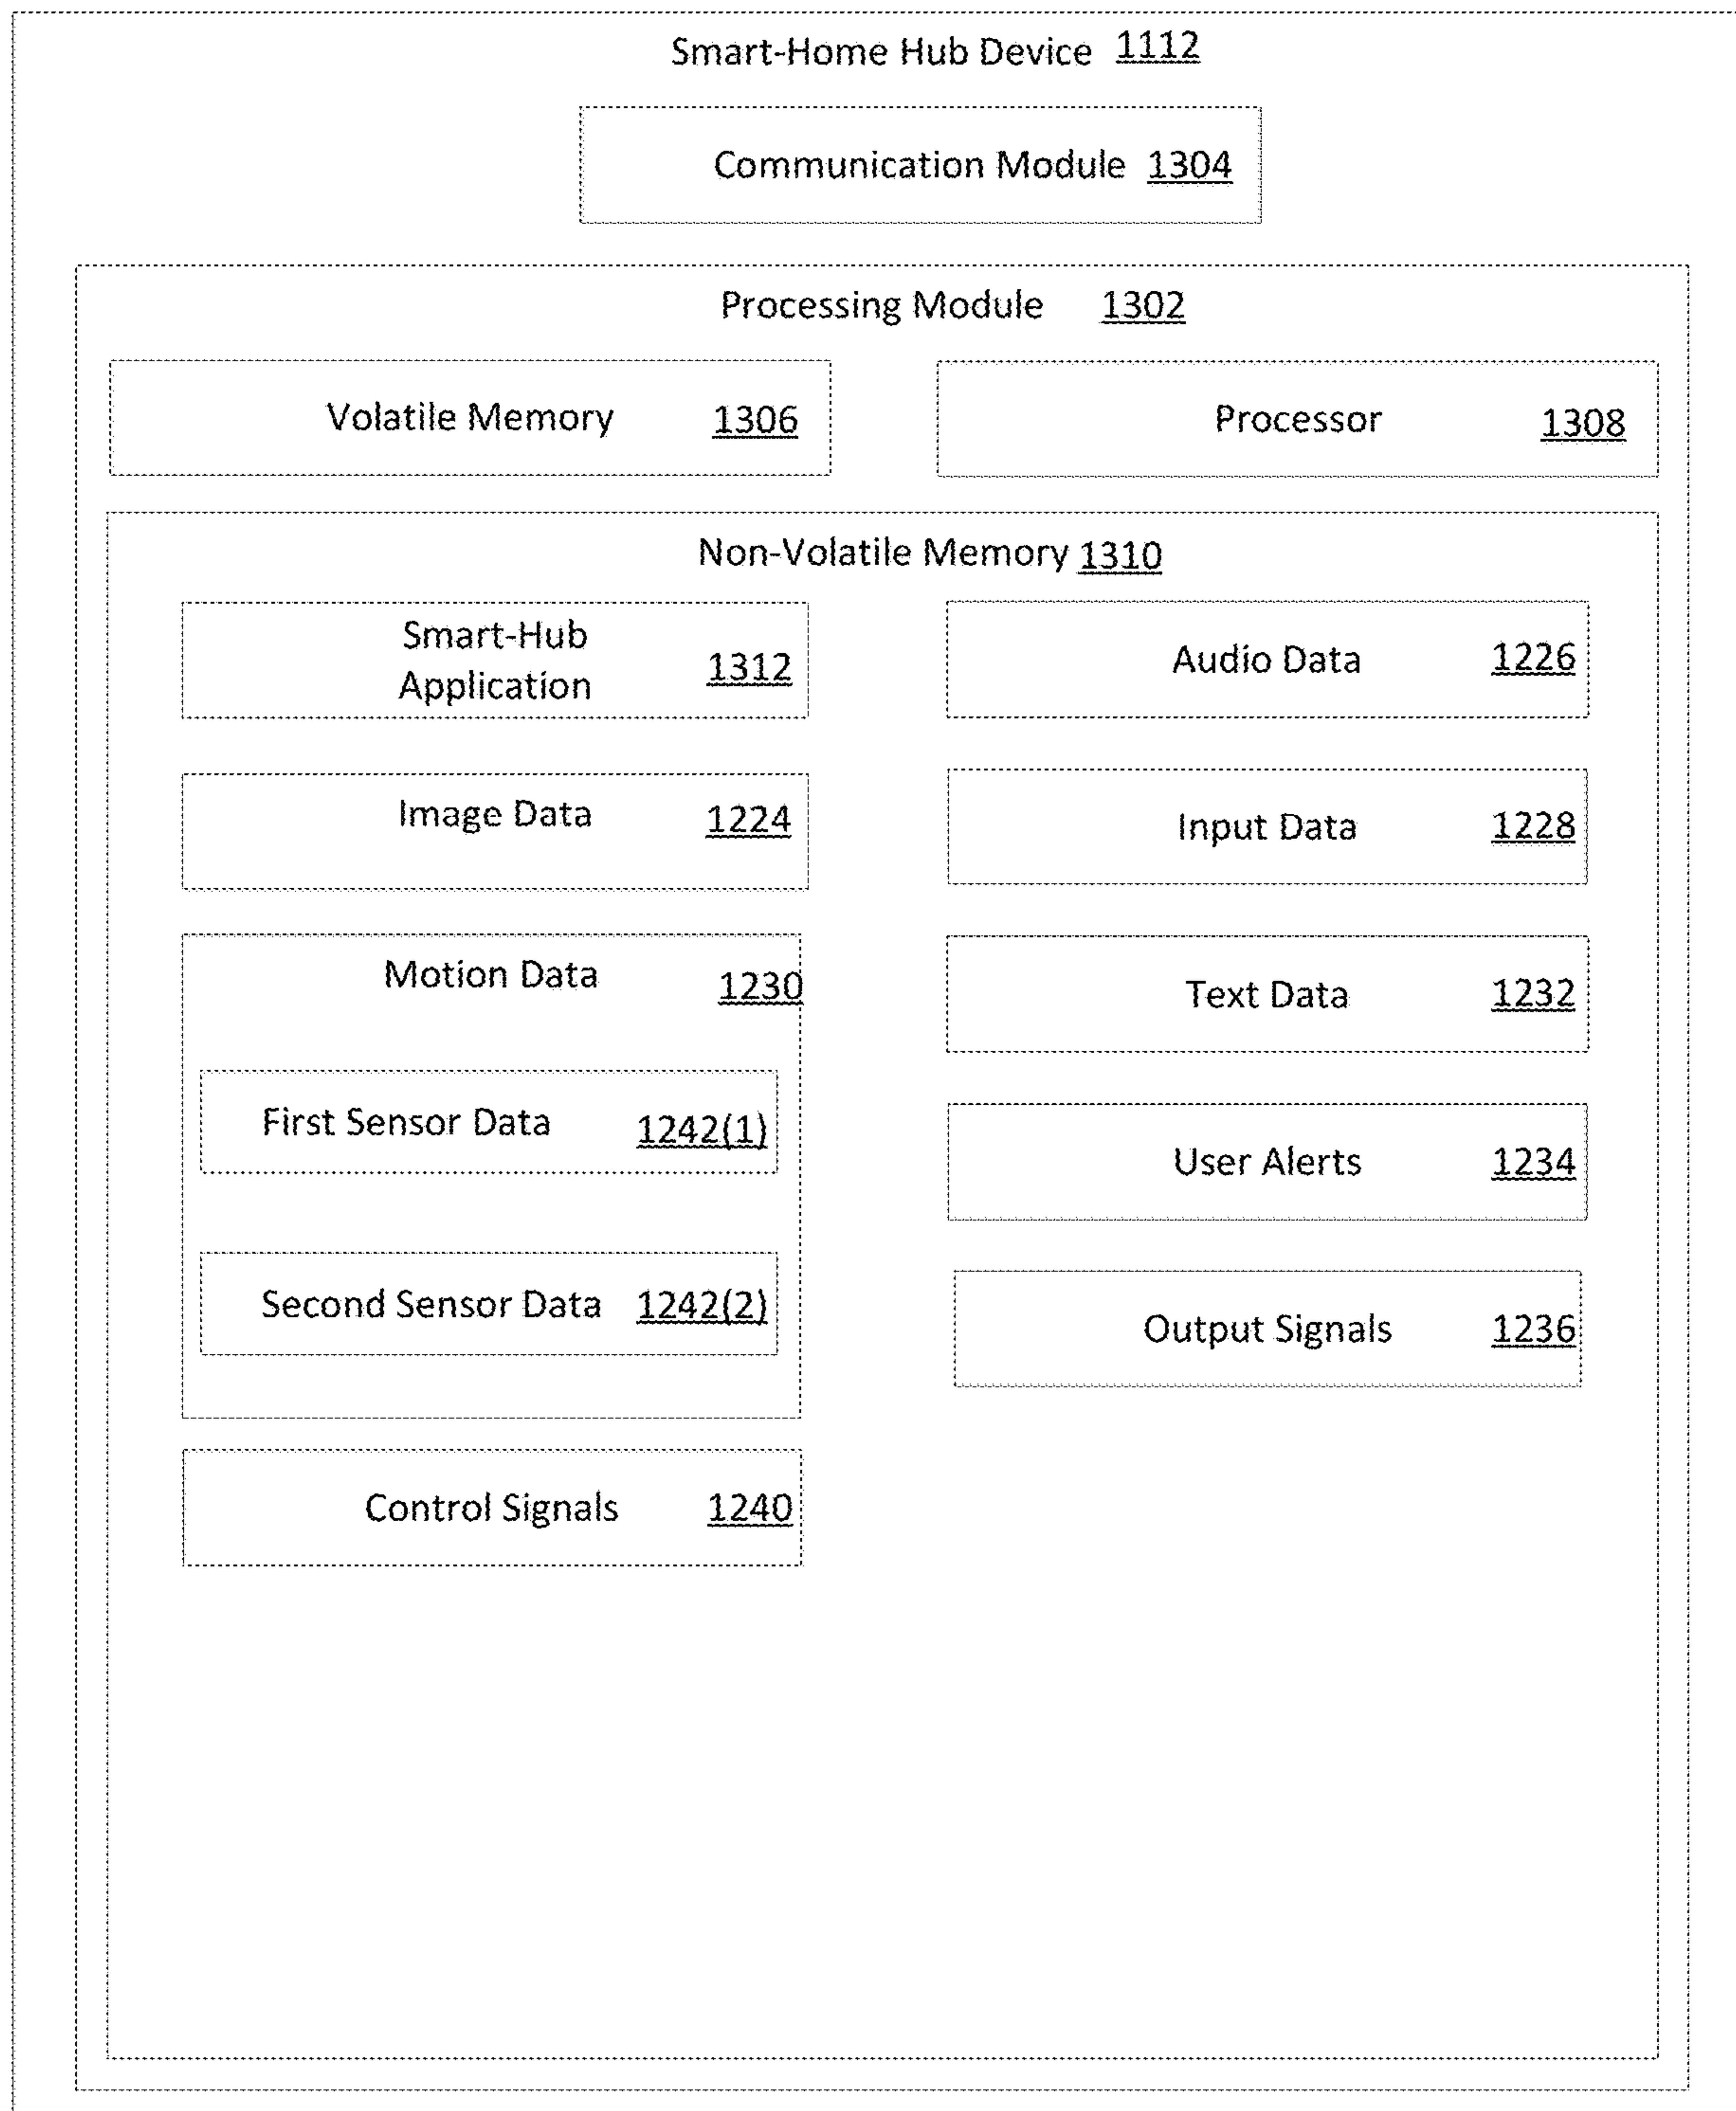 Smart-Home Hub Device 1112
Communication Module 1304
Processing Module 1302
Volatile Memory 1306
Processor 1308
Non-Volatile Memory 1310
Smart-Hub
Application 1312
Audio Data 1226
Image Data 1224
Input Data 1228
Motion Data 1230
Text Data 1232
First Sensor Data 1242(1)
User Alerts 1234
Second Sensor Data 1242(2)
Output Signals 1236
Control Signals 1240